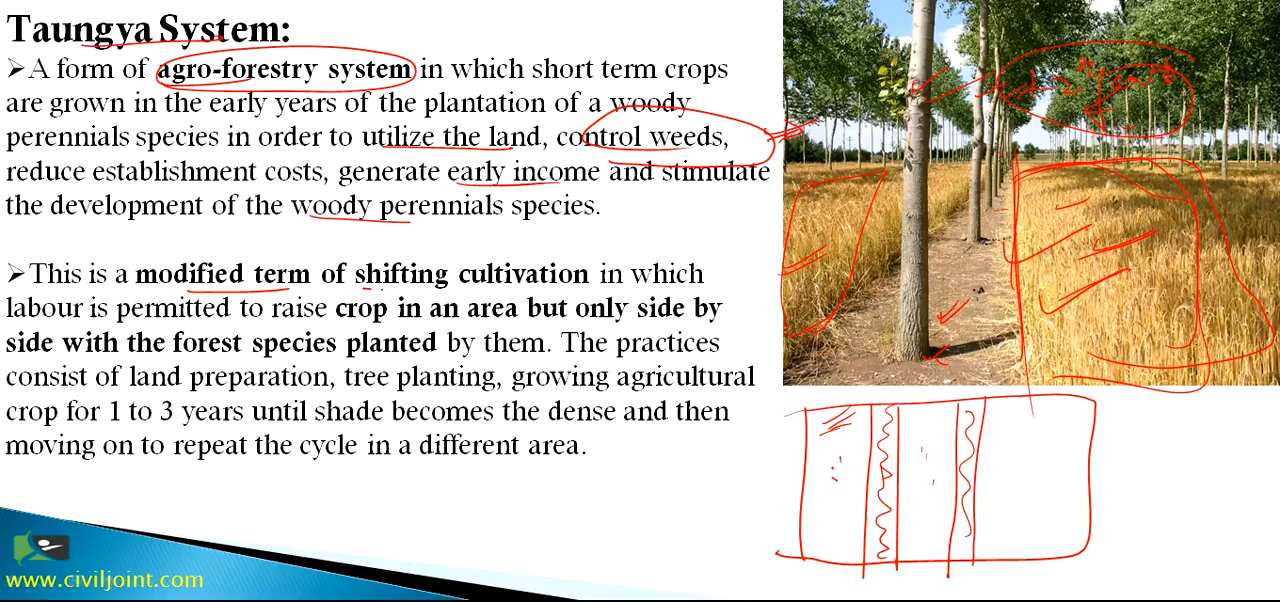 Taungya System:
➢A form of agro-forestry system in which short term crops
are grown in the early years of the plantation of a woody
perennials species in order to utilize the land, control weeds,
reduce establishment costs, generate early income and stimulate
the development of the woody perennials species.
➢This is a modified term of shifting cultivation in which
labour is permitted to raise crop in an area but only side by
side with the forest species planted by them. The practices
consist of land preparation, tree planting, growing agricultural
crop for 1 to 3 years until shade becomes the dense and then
moving on to repeat the cycle in a different area.
www.civiljoint.com